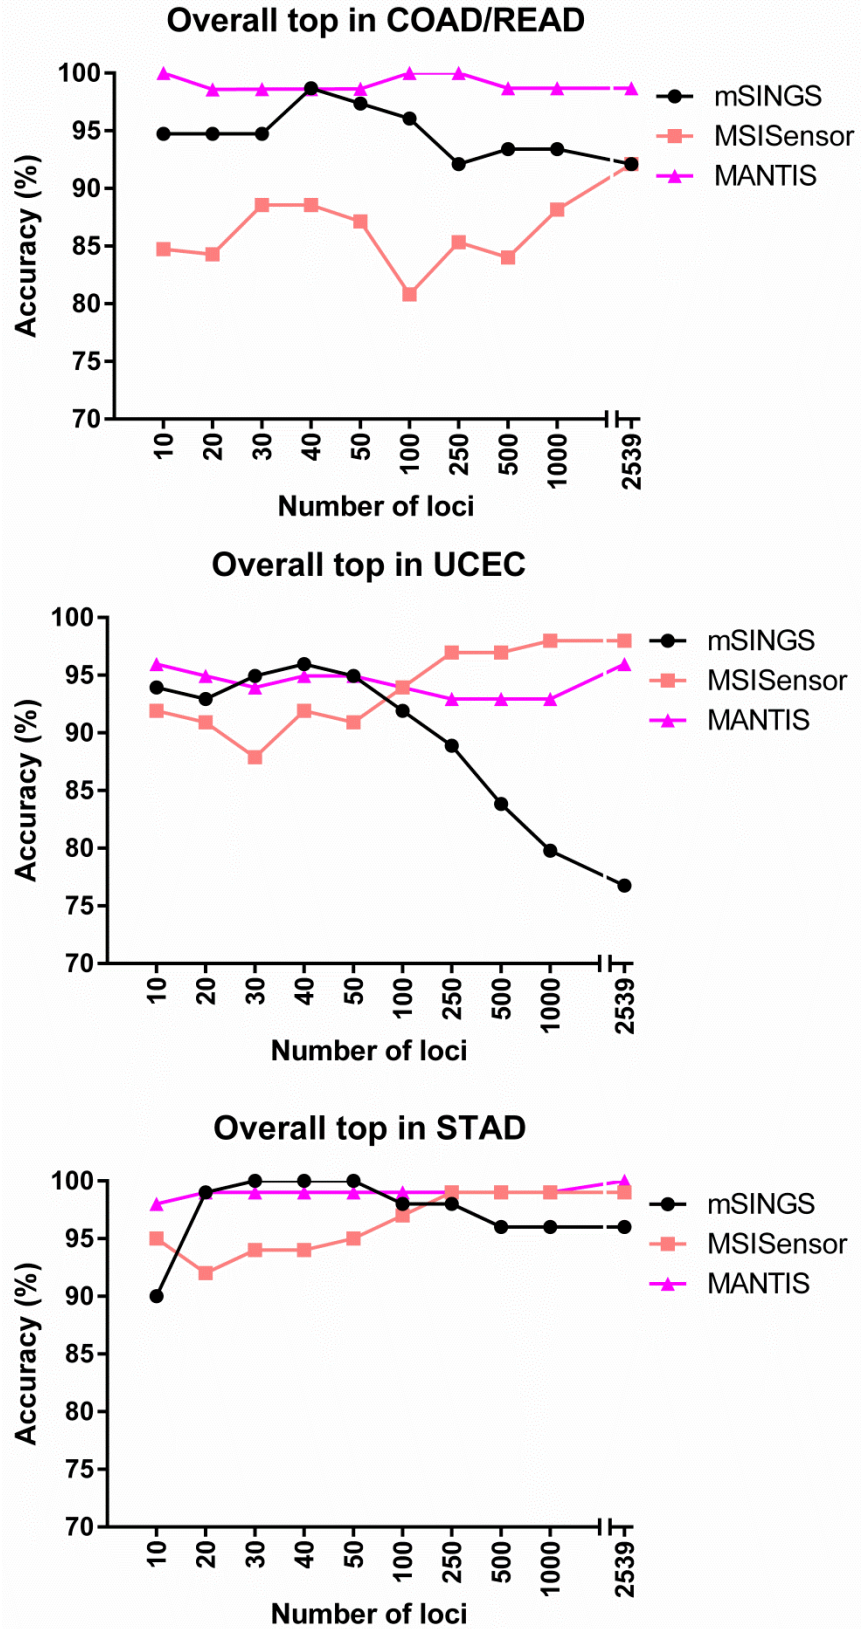 Overall top in COAD/READ
100
95
90
85
80
75
70
Accuracy (%)
10 20 30 40 50 100 250 500 1000 2539
Number of loci
mSINGS
MSISensor
MANTIS
Overall top in UCEC
100
95
90
85
80
75
70
Accuracy (%)
10 20 30 40 50 100 250 500 1000 2539
Number of loci
mSINGS
MSISensor
MANTIS
Overall top in STAD
100
95
90
85
80
75
70
Accuracy (%)
10 20 30 40 50 100 250 500 1000 2539
Number of loci
mSINGS
MSISensor
MANTIS